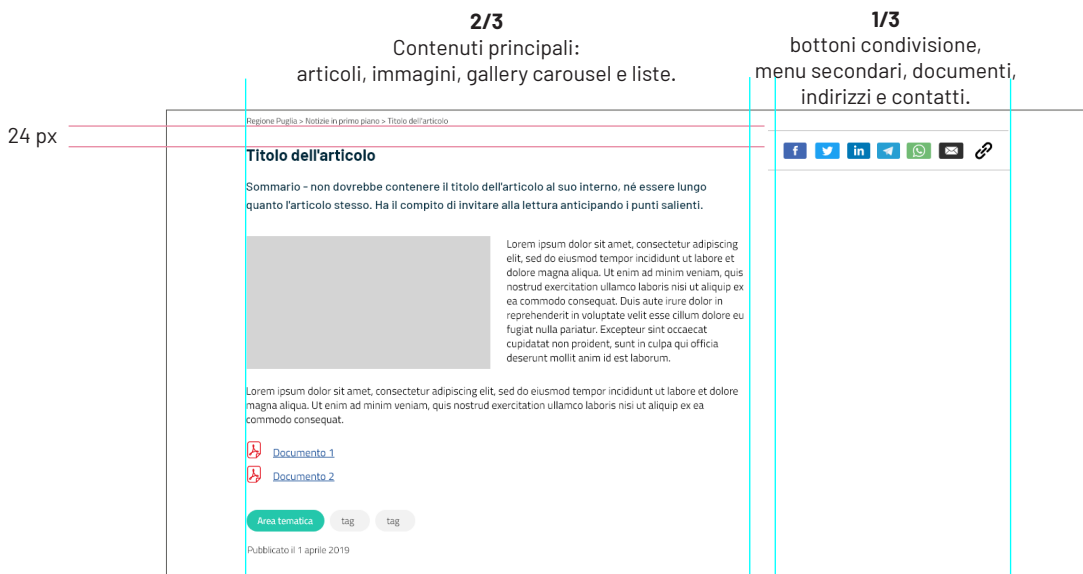 2/3
Contenuti principali:
articoli, immagini, gallery carousel e liste.
1/3
bottoni condivisione,
menu secondari, documenti,
indirizzi e contatti.
24 px
Regione Puglia > Notizie in primo piano > Titolo dell'articolo
Titolo dell'articolo
Sommario - non dovrebbe contenere il titolo dell'articolo al suo interno, né essere lungo
quanto l'articolo stesso. Ha il compito di invitare alla lettura anticipando i punti salienti.
f
in
Lorem ipsum dolor sit amet, consectetur adipiscing
elit, sed do eiusmod tempor incididunt ut labore et
dolore magna aliqua. Ut enim ad minim veniam, quis
nostrud exercitation ullamco laboris nisi ut aliquip ex
ea commodo consequat. Duis aute irure dolor in
reprehenderit in voluptate velit esse cillum dolore eu
fugiat nulla pariatur. Excepteur sint occaecat
cupidatat non proident, sunt in culpa qui officia
deserunt mollit anim id est laborum.
Lorem ipsum dolor sit amet, consectetur adipiscing elit, sed do eiusmod tempor incididunt ut labore et dolore
magna aliqua. Ut enim ad minim veniam, quis nostrud exercitation ullamco laboris nisi ut aliquip ex ea
commodo consequat.
Documento 1
Documento 2
Area tematica
tag
tag
Pubblicato il 1 aprile 2019